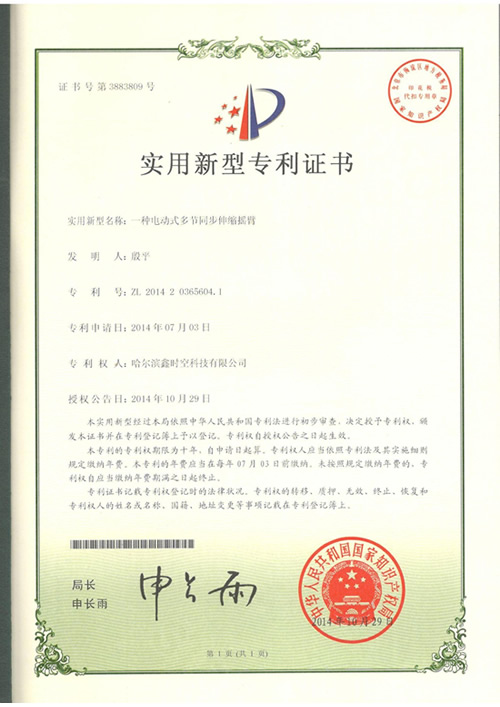 证书号第3883809号
印花税
代扣专用章
国家知识产权局
实用新型专利证书
实用新型名称：一种电动式多节同步伸缩摇臂
发明人：殷平
专利号：ZL 2014 2 0365604.1
专利申请日：2014年07月03日
专利权人：哈尔滨鑫时空科技有限公司
授权公告日：2014年10月29日
本实用新型经过本局依照中华人民共和国专利法进行初步审查，决定授予专利权，颁
发本证书并在专利登记簿上予以登记。专利权自授权公告之日起生效。
本专利的专利权期限为十年，自申请日起算。专利权人应当依照专利法及其实施细则
规定缴纳年费。本专利的年费应当在每年07月03日前缴纳。未按照规定缴纳年费的，专
利权自应当缴纳年费期满之日起终止。
专利证书记载专利权登记时的法律状况。专利权的转移、质押、无效、终止、恢复和
专利权人的姓名或名称、国籍、地址变更等事项记载在专利登记簿上。
局长
申长雨
申长雨
中华人民共和国国家知识产权局
2014年10月29日
第1页(共1页)